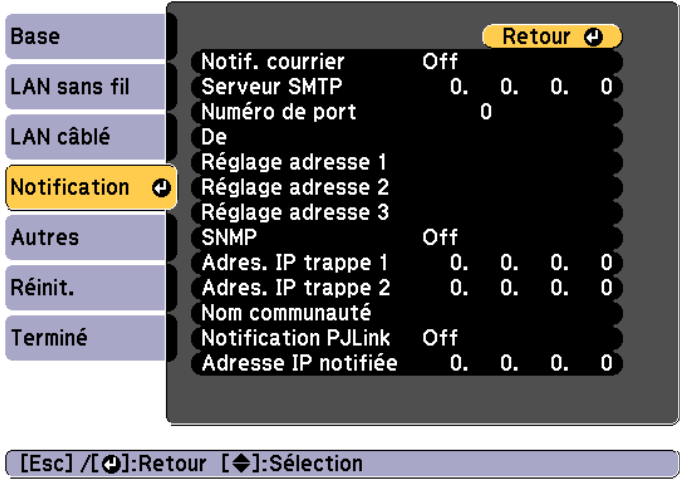 Base
LAN sans fil
LAN câblé
Notification
Autres
Réinit.
Terminé
Retour
Notif. courrier Off
Serveur SMTP 0. 0. 0. 0
Numéro de port 0
De
Réglage adresse 1
Réglage adresse 2
Réglage adresse 3
SNMP Off
Adres. IP trappe 1 0. 0. 0. 0
Adres. IP trappe 2 0. 0. 0. 0
Nom communauté
Notification PJLink Off
Adresse IP notifiée 0. 0. 0. 0
[Esc] /[⏎]:Retour [◆]:Sélection